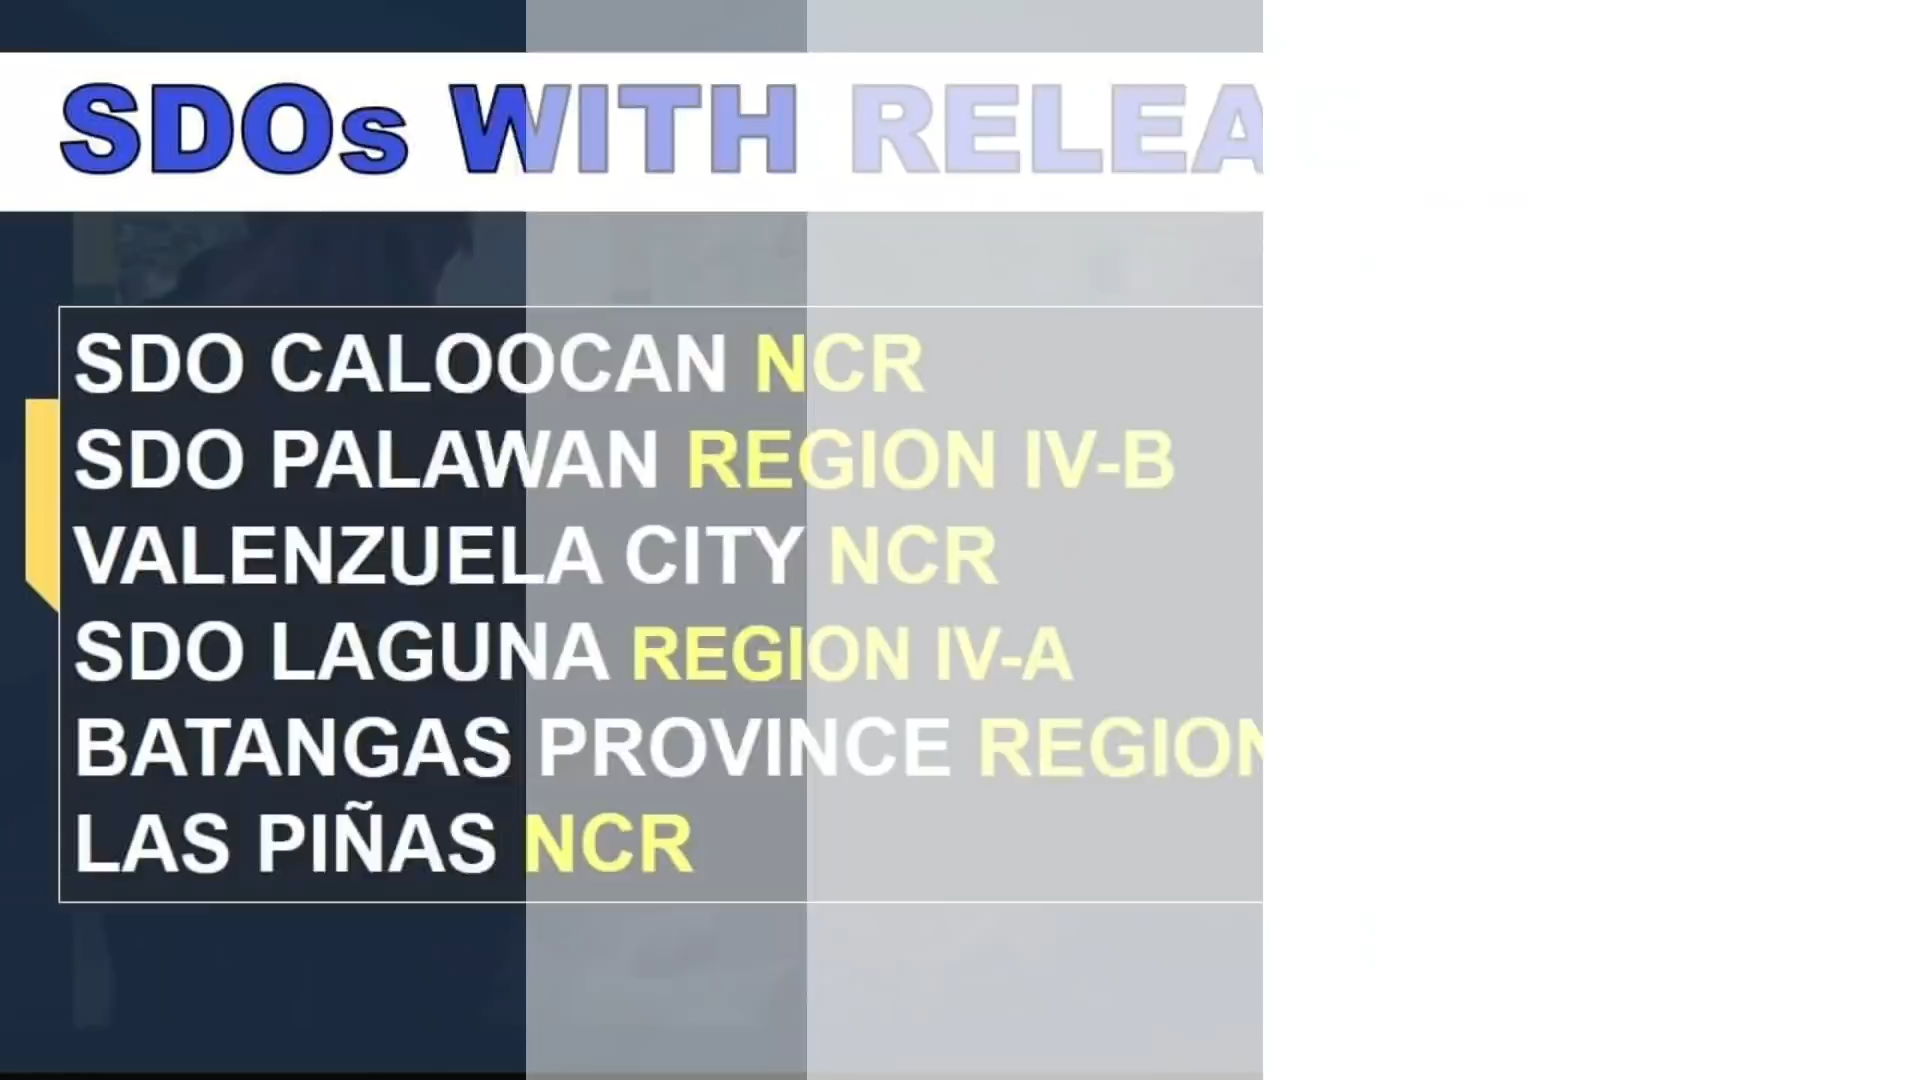 SDOs WITH
SDO CALOOCAN NCR
SDO PALAWAN REGION IV-B
VALENZUELA CITY NCR
SDO LAGUNA REGION IV-A
BATANGAS PROVINCE REGION
LAS PIÑAS NCR